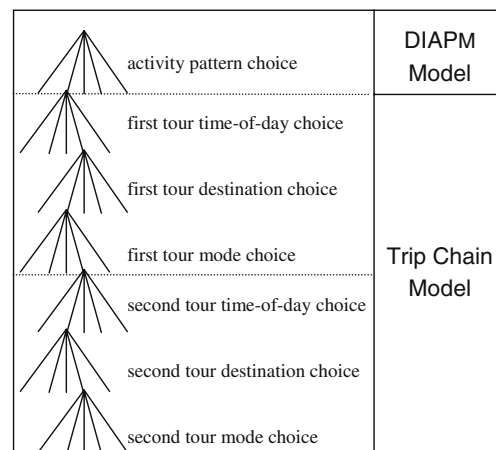 DIAPM
Model
activity pattern choice
first tour time-of-day choice
first tour destination choice
first tour mode choice
Trip Chain
Model
second tour time-of-day choice
second tour destination choice
second tour mode choice